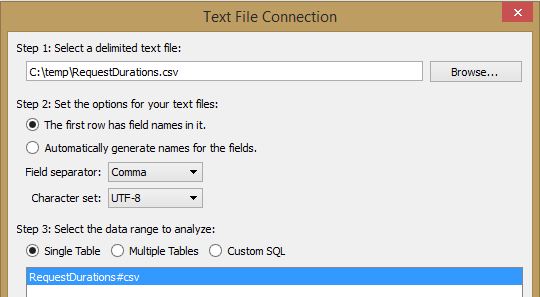 Text File Connection
Step 1: Select a delimited text file:
C:\temp\RequestDurations.csv Browse...
Step 2: Set the options for your text files:
The first row has field names in it.
Automatically generate names for the fields.
Field separator: Comma
Character set: UTF-8
Step 3: Select the data range to analyze:
Single Table Multiple Tables Custom SQL
RequestDurations#csv